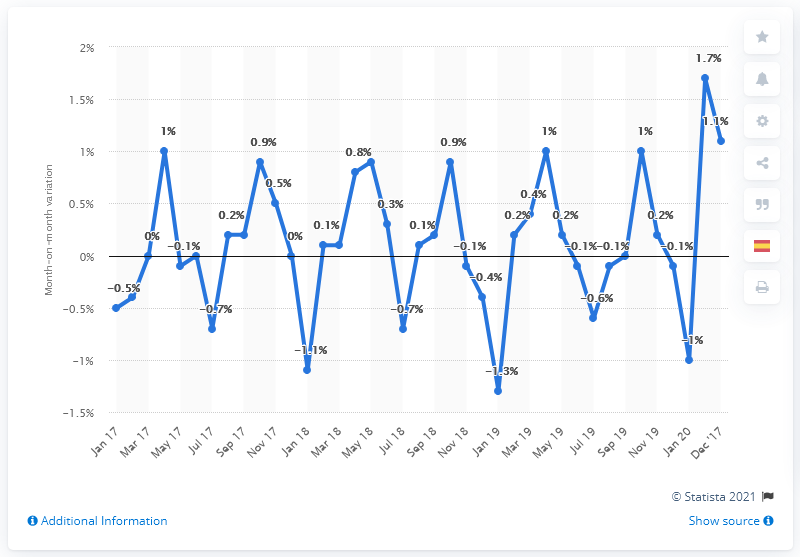 2%
1.5%
1%
0.5%
0%
−0.5%
−1%
−1.5%
Month-on-month variation
−0.5%
0%
1%
−0.1%
−0.7%
0.2%
0.9%
0.5%
0%
−1.1%
0.1%
0.8%
0.3%
−0.7%
0.1%
0.9%
−0.1%
−0.4%
−1.3%
0.2%
0.4%
1%
0.2%
−0.1%
−0.6%
−0.1%
1%
0.2%
−0.1%
−1%
1.7%
1.1%
Jan 17
Mar 17
May 17
Jul 17
Sep 17
Nov 17
Jan 18
Mar 18
May 18
Jul 18
Sep 18
Nov 18
Jan 19
Mar 19
May 19
Jul 19
Sep 19
Nov 19
Jan 20
Dec '17
© Statista 2021
Additional Information
Show source